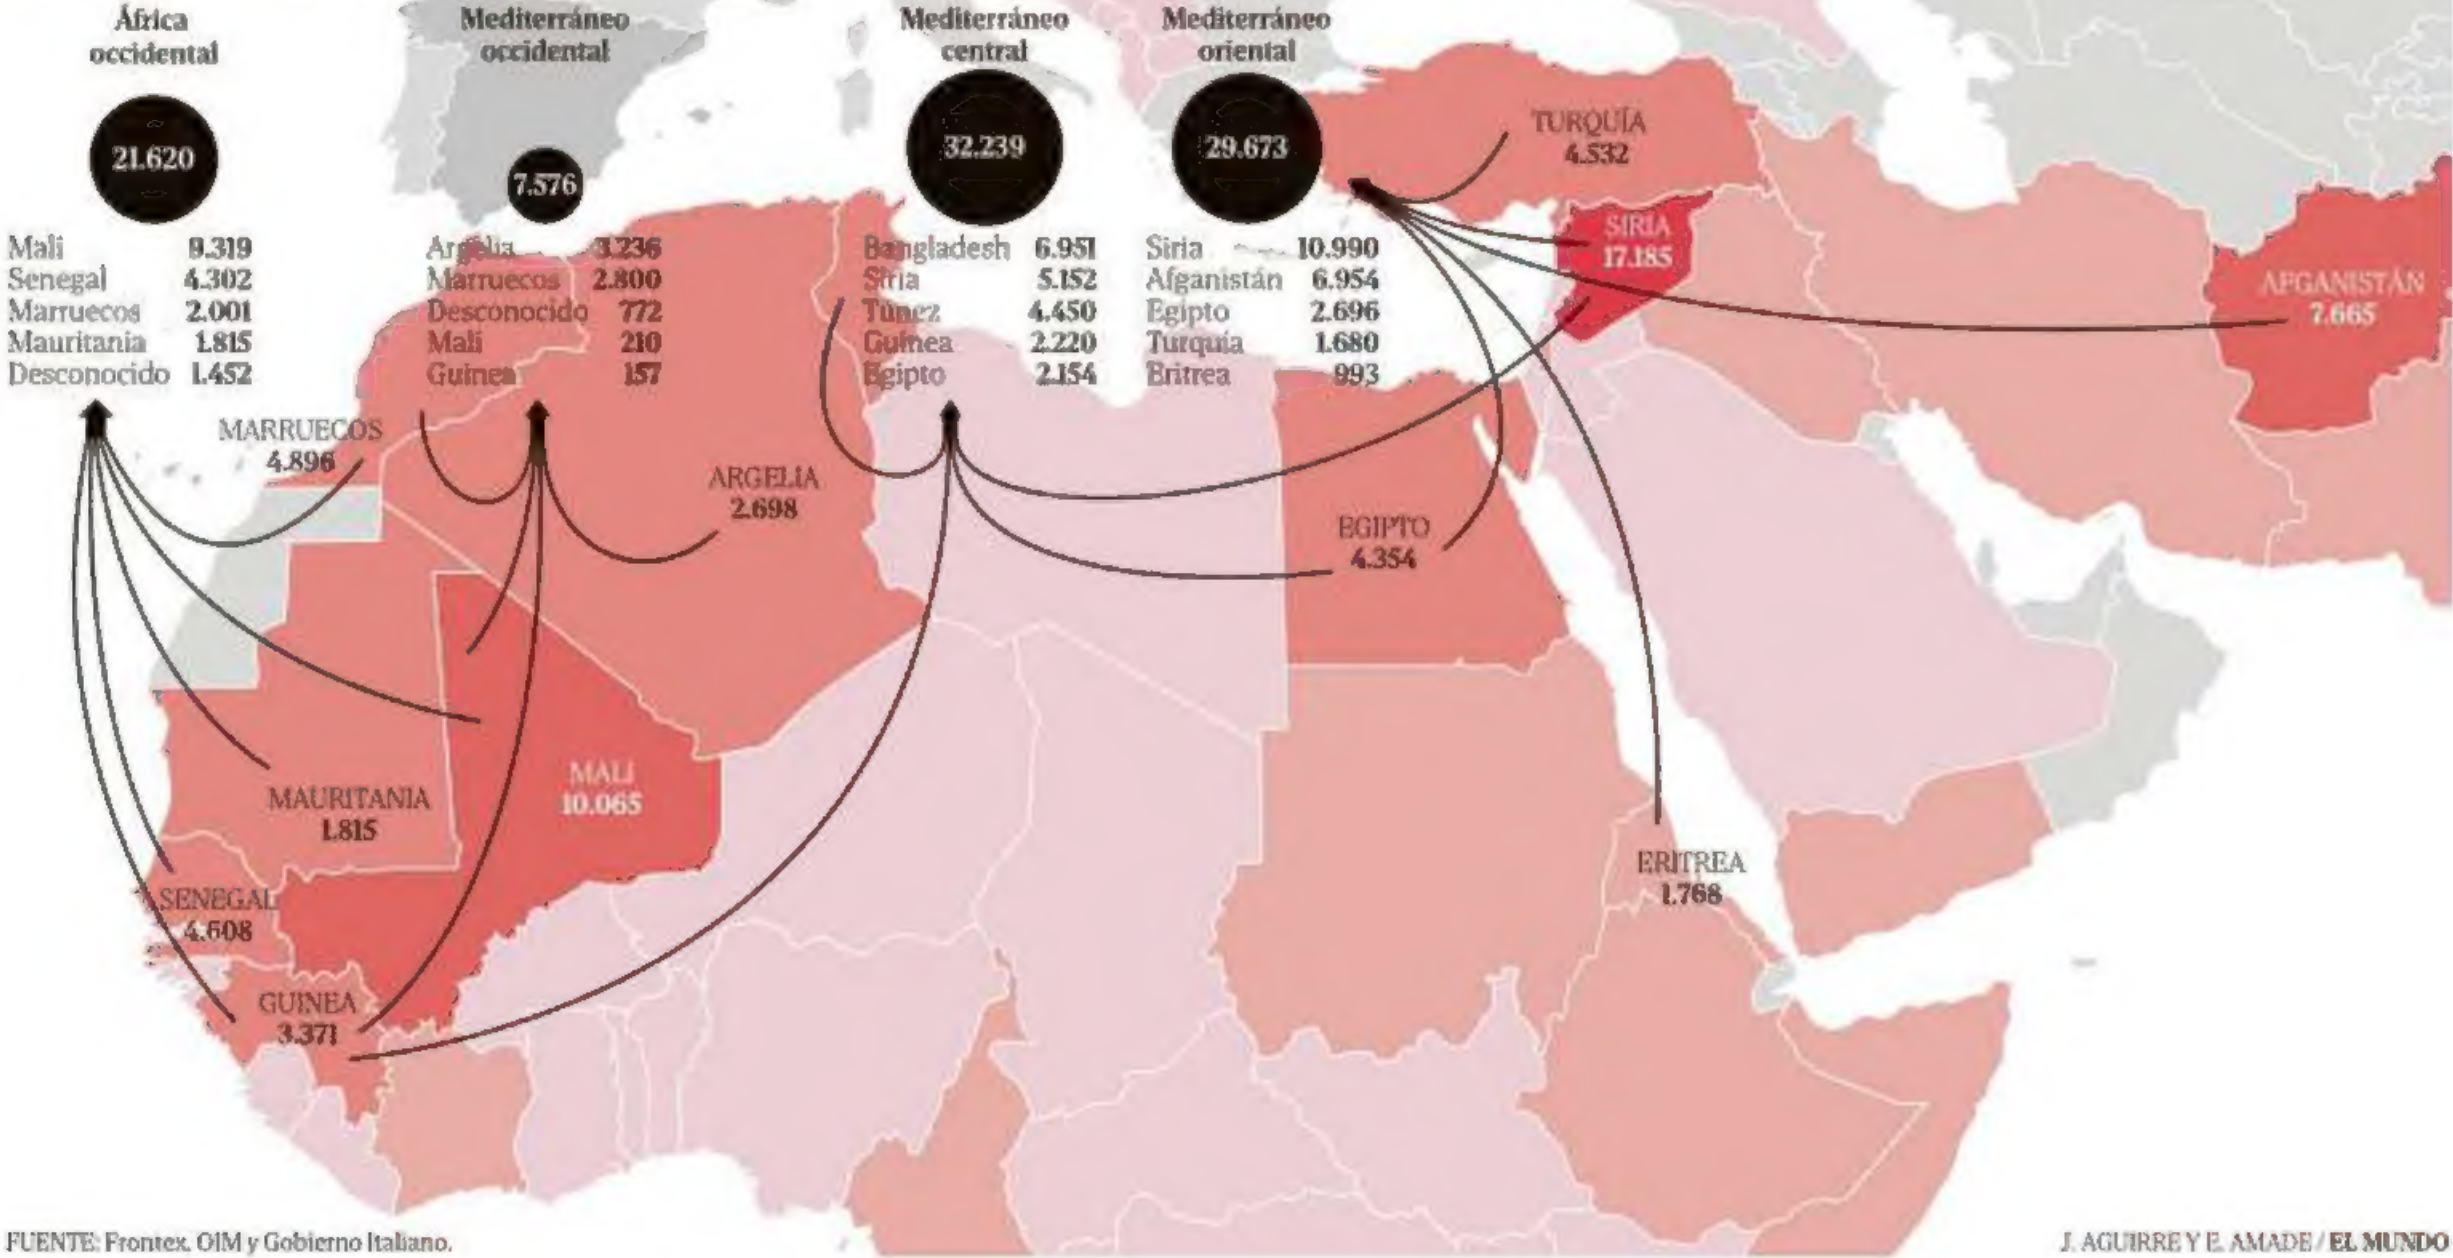 África
occidental
21.620
Mali 9.319
Senegal 4.302
Marruecos 2.001
Mauritania 1.815
Desconocido 1.452
Mediterráneo
occidental
7.576
Argelia 3.236
Marruecos 2.800
Desconocido 772
Mali 210
Guinea 157
Mediterráneo
central
32.239
Bangladesh 6.951
Siria 5.152
Túnez 4.450
Guinea 2.220
Egipto 2.154
Mediterráneo
oriental
29.673
Siria 10.990
Afganistán 6.954
Egipto 2.696
Turquía 1.680
Eritrea 993
TURQUÍA
4.532
SIRIA
17.185
AFGANISTÁN
7.665
MARRUECOS
4.896
ARGELIA
2.698
EGIPTO
4.354
MAURITANIA
1.815
MALI
10.065
SENEGAL
4.608
GUINEA
3.371
ERITREA
1.768
FUENTE: Frontex. OIM y Gobierno Italiano.
J. AGUIRRE Y E. AMADE / EL MUNDO